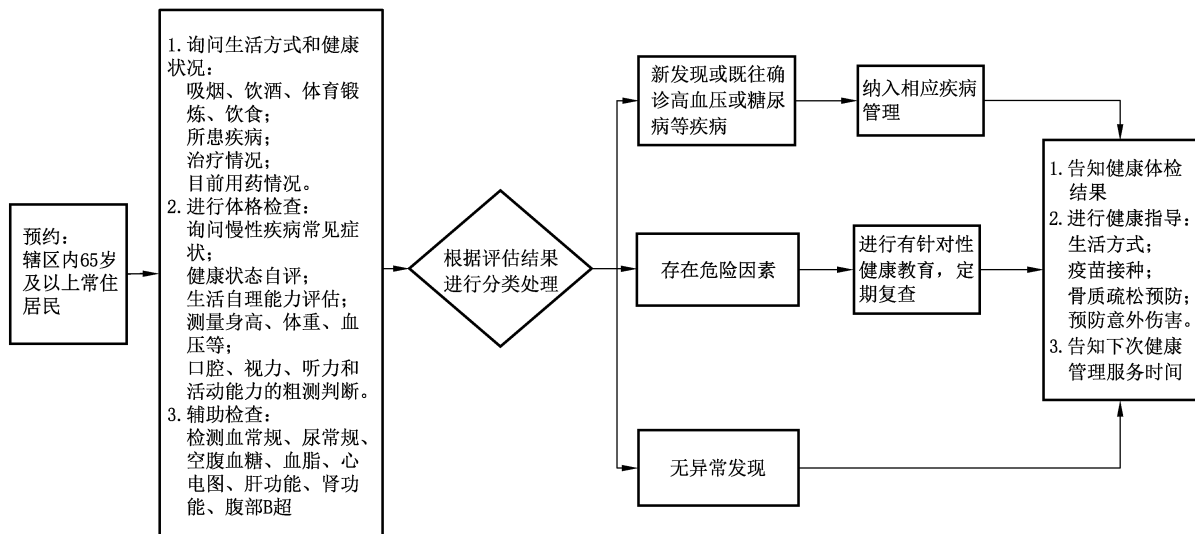 预约：
辖区内65岁
及以上常住
居民
1. 询问生活方式和健康
状况：
吸烟、饮酒、体育锻
炼、饮食；
所患疾病；
治疗情况；
目前用药情况。
2. 进行体格检查：
询问慢性疾病常见症
状；
健康状态自评；
生活自理能力评估；
测量身高、体重、血
压等；
口腔、视力、听力和
活动能力的粗测判断。
3. 辅助检查：
检测血常规、尿常规、
空腹血糖、血脂、心
电图、肝功能、肾功
能、腹部B超
根据评估结果
进行分类处理
新发现或既往确
诊高血压或糖尿
病等疾病
纳入相应疾病
管理
存在危险因素
进行有针对性
健康教育，定
期复查
无异常发现
1. 告知健康体检
结果
2. 进行健康指导：
生活方式；
疫苗接种；
骨质疏松预防；
预防意外伤害。
3. 告知下次健康
管理服务时间